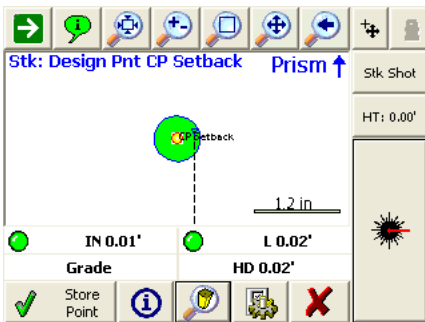 Stk: Design Pnt CP Setback
Prism
Stk Shot
HT: 0.00'
CP Setback
1.2 in
IN 0.01'
L 0.02'
Grade
HD 0.02'
Store
Point